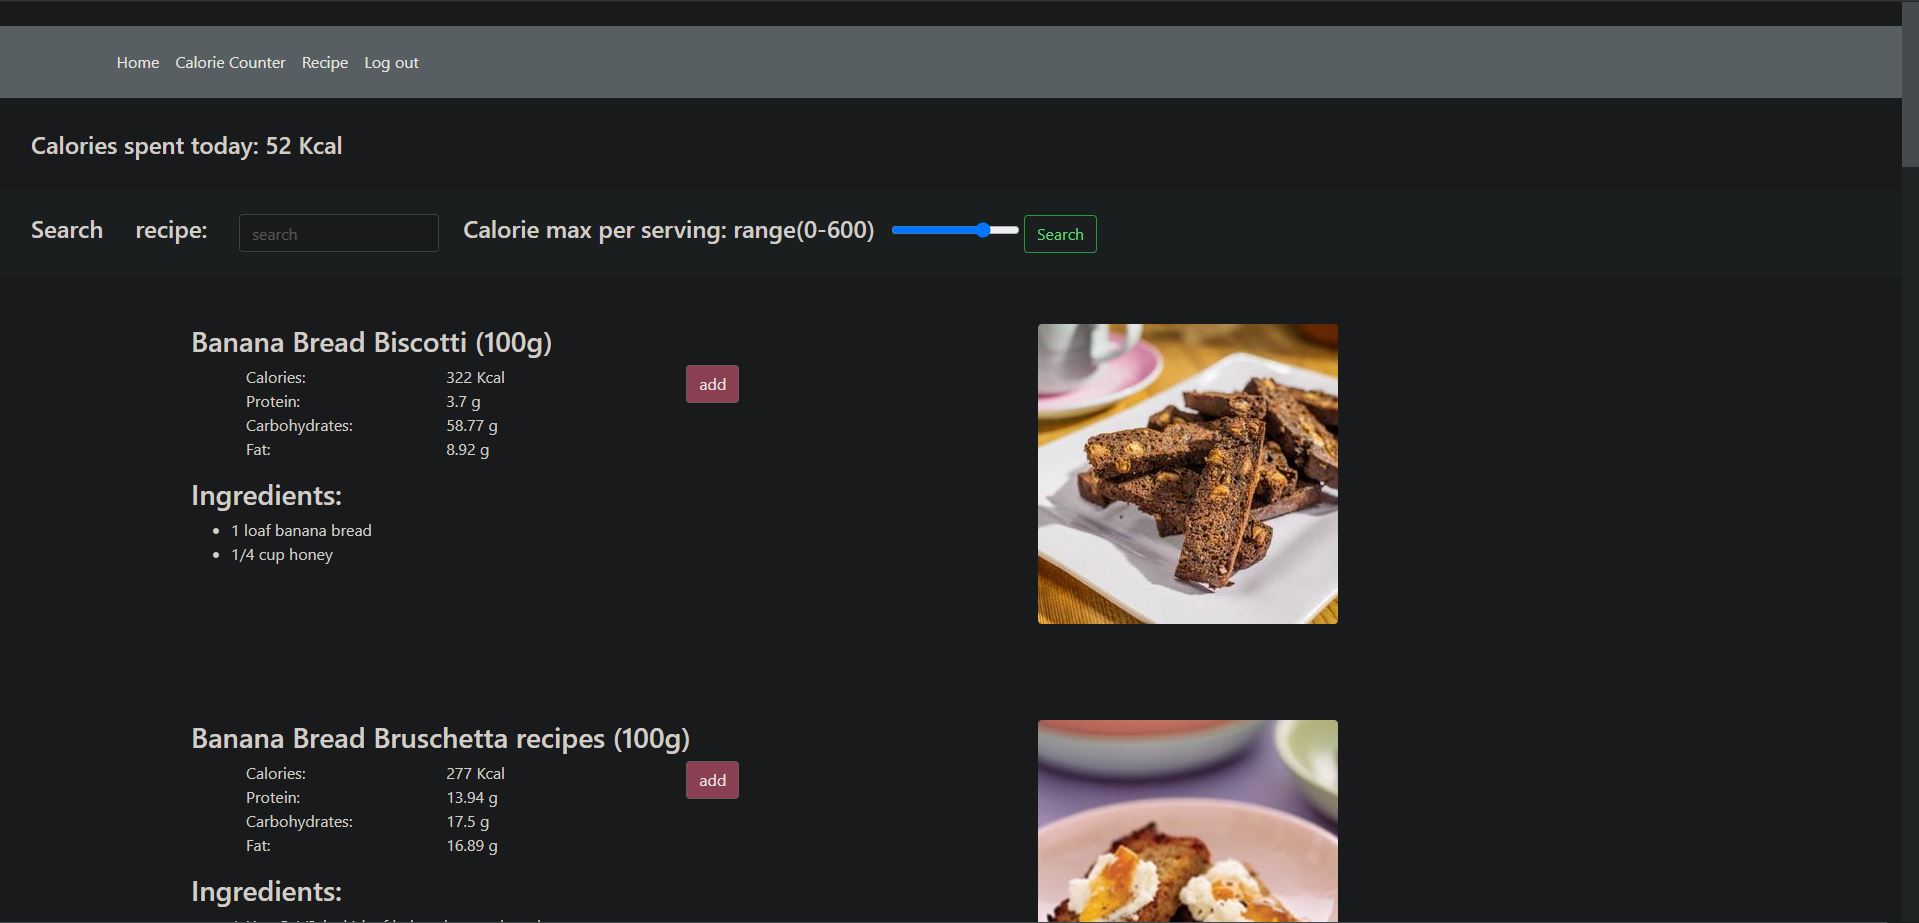 Home Calorie Counter Recipe Log out
Calories spent today: 52 Kcal
Search recipe: search Calorie max per serving: range(0-600) Search
Banana Bread Biscotti (100g)
Calories: 322 Kcal add
Protein: 3.7 g
Carbohydrates: 58.77 g
Fat: 8.92 g
Ingredients:
1 loaf banana bread
1/4 cup honey
Banana Bread Bruschetta recipes (100g)
Calories: 277 Kcal add
Protein: 13.94 g
Carbohydrates: 17.5 g
Fat: 16.89 g
Ingredients: